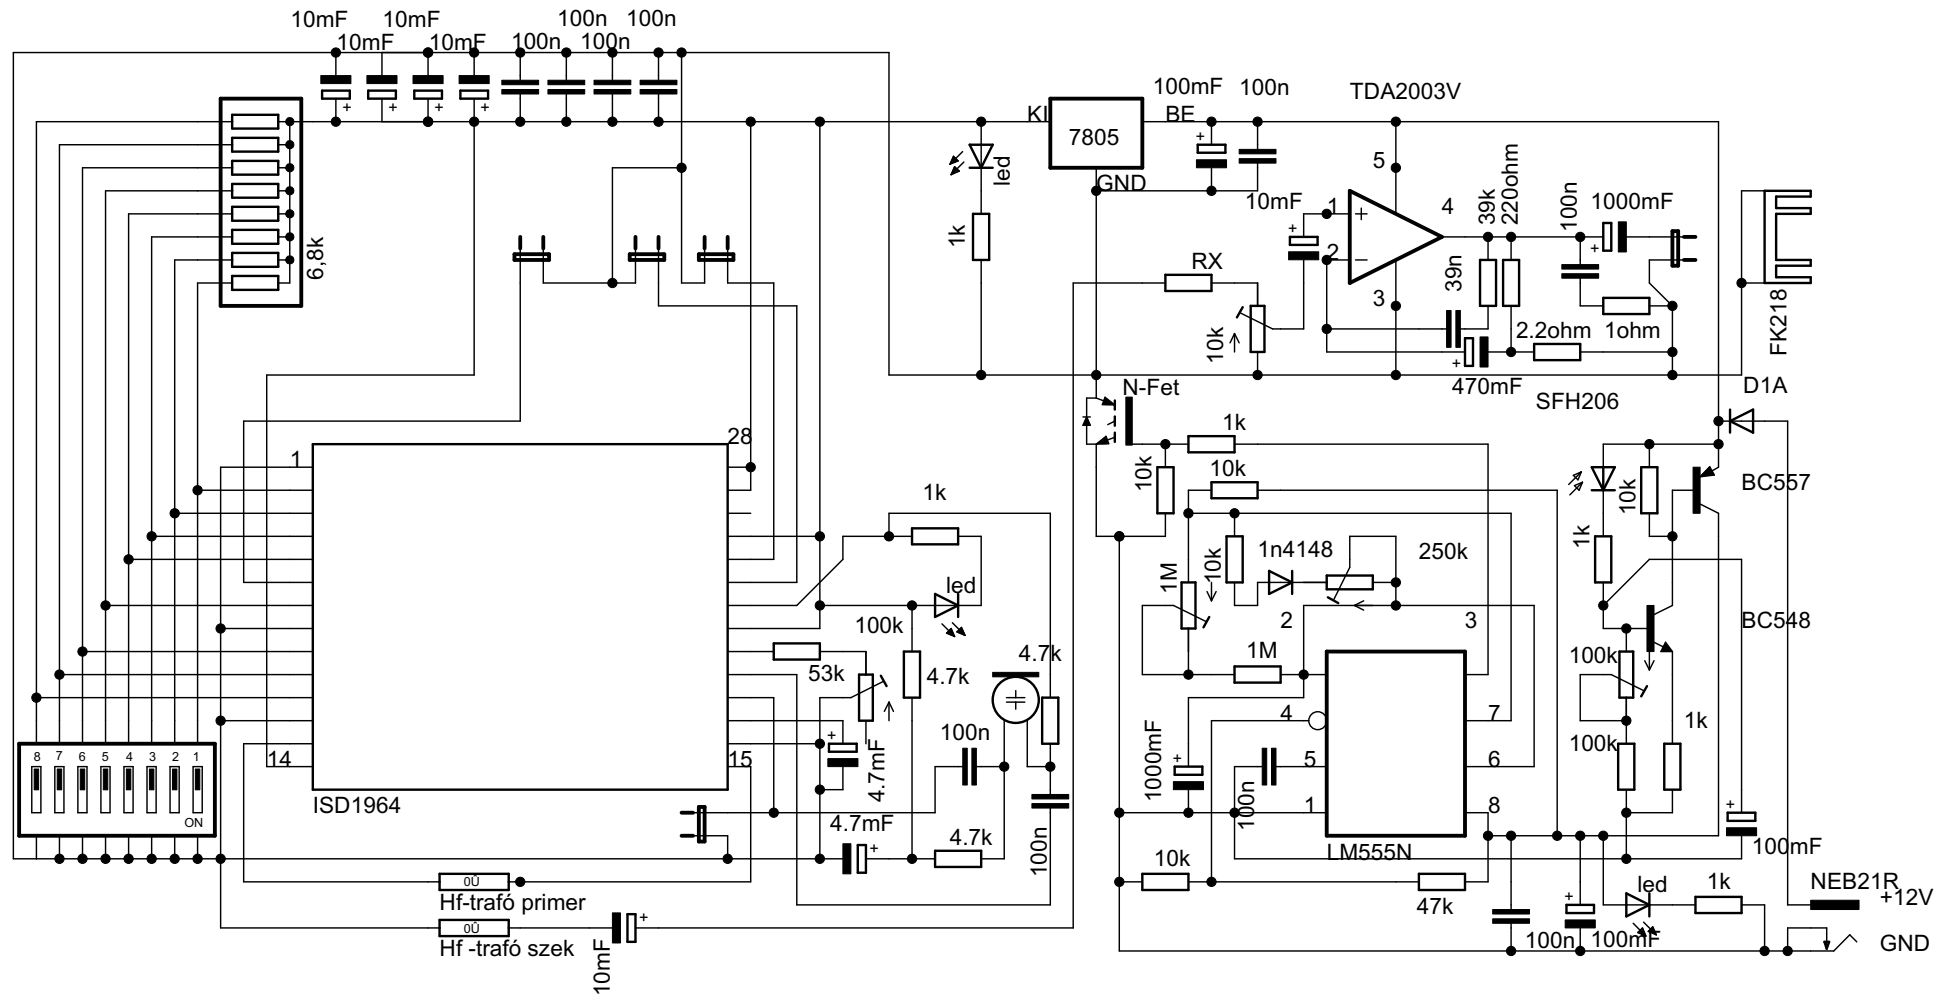 10mF
10mF
100n
100n
10mF
10mF
100n
100n
+
+
+
+
6,8k
KI
7805
BE
GND
100mF
100n
+
TDA2003V
led
1k
10mF
+
1
2
5
3
4
+
39k
220ohm
39n
100n
1000mF
+
RX
10k
2.2ohm
1ohm
470mF
+
FK218
SFH206
D1A
N-Fet
1k
10k
10k
10k
1n4148
250k
1M
1M
2
3
4
7
5
6
1
8
LM555N
1000mF
+
100n
10k
47k
1k
10k
BC557
BC548
100k
100k
1k
100mF
+
28
1
14
15
ISD1964
1k
led
100k
53k
4.7k
4.7k
4.7mF
+
100n
4.7mF
+
4.7k
100n
8
7
6
5
4
3
2
1
ON
0Û
Hf-trafó primer
0Û
Hf -trafó szek
10mF
+
100n
100mF
+
led
1k
NEB21R
+12V
GND